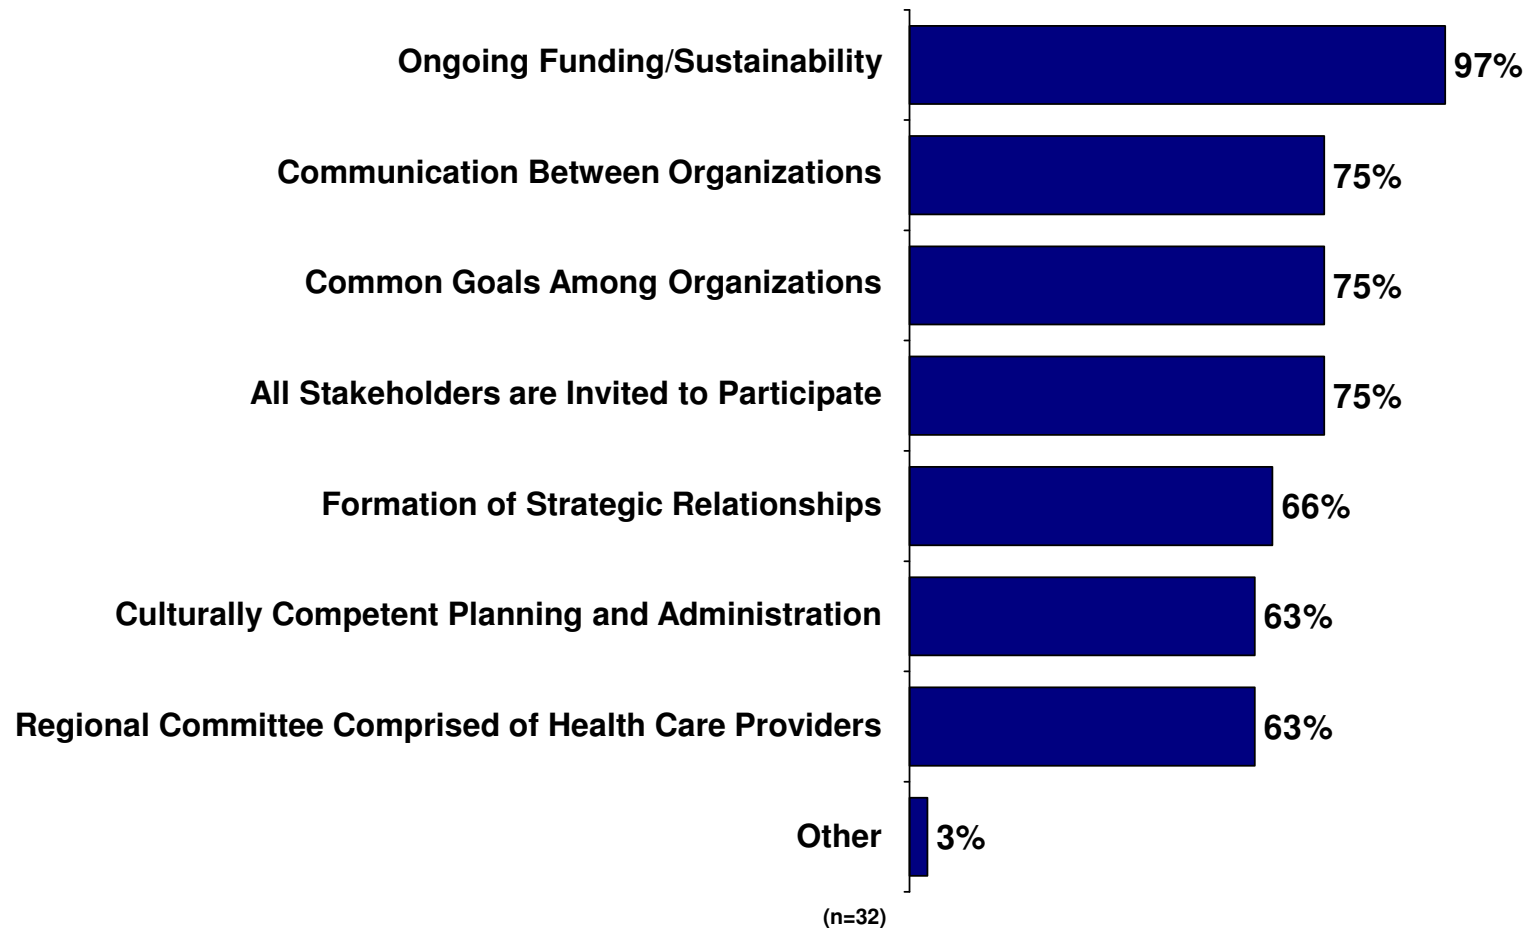 Ongoing Funding/Sustainability 97%
Communication Between Organizations 75%
Common Goals Among Organizations 75%
All Stakeholders are Invited to Participate 75%
Formation of Strategic Relationships 66%
Culturally Competent Planning and Administration 63%
Regional Committee Comprised of Health Care Providers 63%
Other 3%
(n=32)